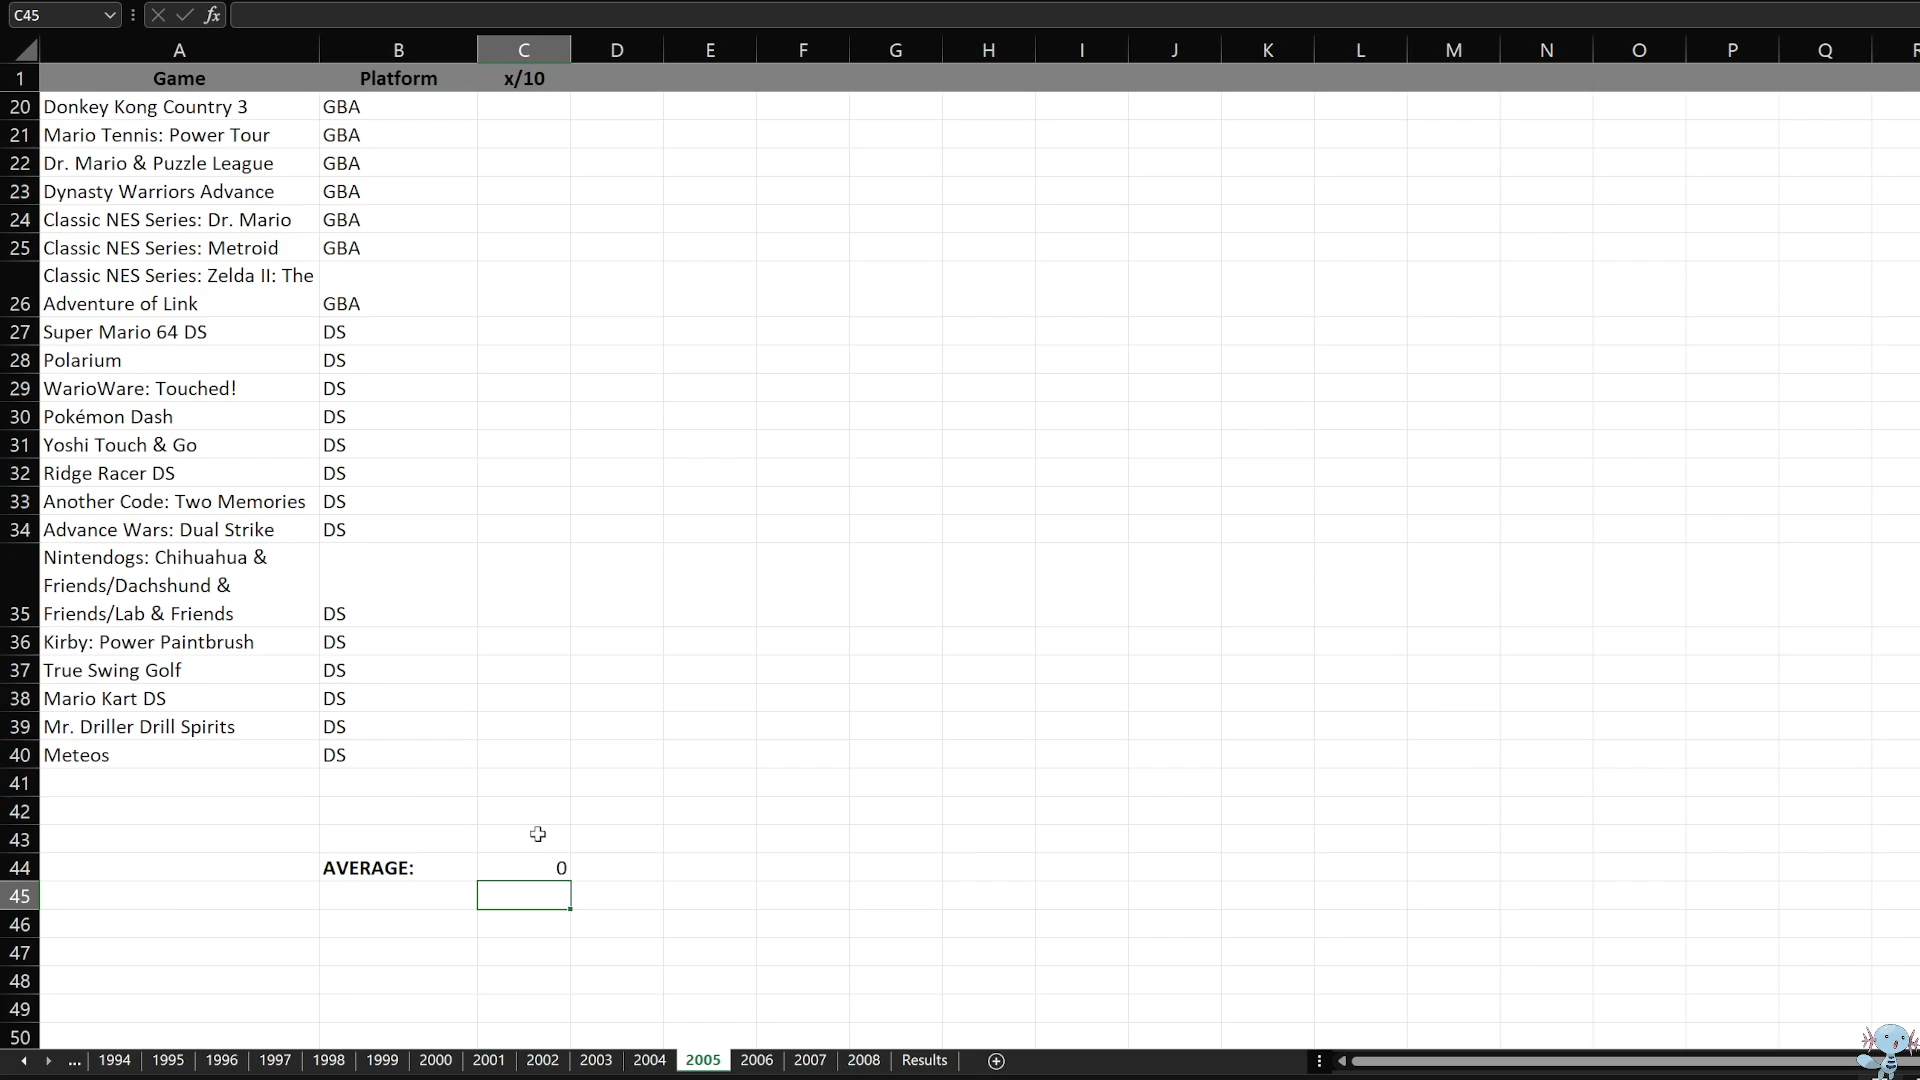 C45 fx
A B C D E F G H I J K L M N O P Q
1 Game Platform x/10
20 Donkey Kong Country 3 GBA
21 Mario Tennis: Power Tour GBA
22 Dr. Mario & Puzzle League GBA
23 Dynasty Warriors Advance GBA
24 Classic NES Series: Dr. Mario GBA
25 Classic NES Series: Metroid GBA
Classic NES Series: Zelda II: The
26 Adventure of Link GBA
27 Super Mario 64 DS DS
28 Polarium DS
29 WarioWare: Touched! DS
30 Pokémon Dash DS
31 Yoshi Touch & Go DS
32 Ridge Racer DS DS
33 Another Code: Two Memories DS
34 Advance Wars: Dual Strike DS
Nintendogs: Chihuahua &
Friends/Dachshund &
35 Friends/Lab & Friends DS
36 Kirby: Power Paintbrush DS
37 True Swing Golf DS
38 Mario Kart DS DS
39 Mr. Driller Drill Spirits DS
40 Meteos DS
41
42
43
44 AVERAGE: 0
45
46
47
48
49
50
... 1994 1995 1996 1997 1998 1999 2000 2001 2002 2003 2004 2005 2006 2007 2008 Results